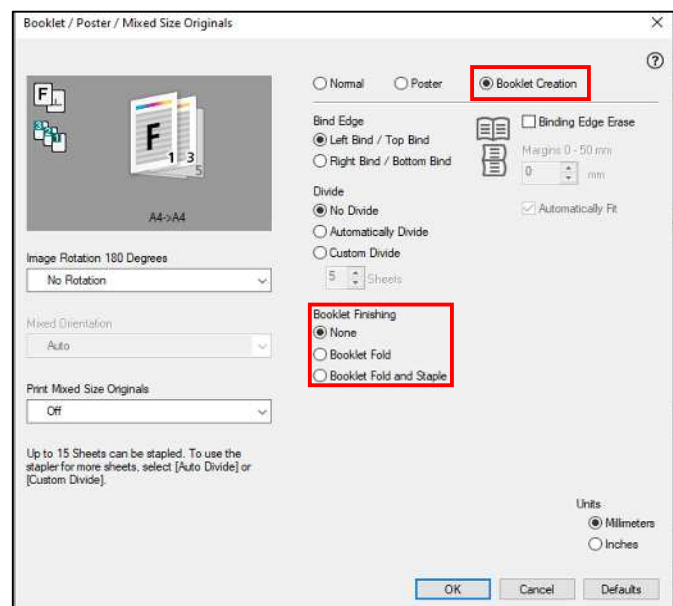 Booklet / Poster / Mixed Size Originals
Normal
Poster
Booklet Creation
F
1 3
5
A4->A4
Image Rotation 180 Degrees
No Rotation
Mixed Orientation
Auto
Print Mixed Size Originals
Off
Up to 15 Sheets can be stapled. To use the
stapler for more sheets, select [Auto Divide] or
[Custom Divide].
Bind Edge
Left Bind / Top Bind
Right Bind / Bottom Bind
Divide
No Divide
Automatically Divide
Custom Divide
5 Sheets
Booklet Finishing
None
Booklet Fold
Booklet Fold and Staple
Binding Edge Erase
Margins 0 - 50 mm
0 mm
Automatically Fit
Units
Millimeters
Inches
OK
Cancel
Defaults